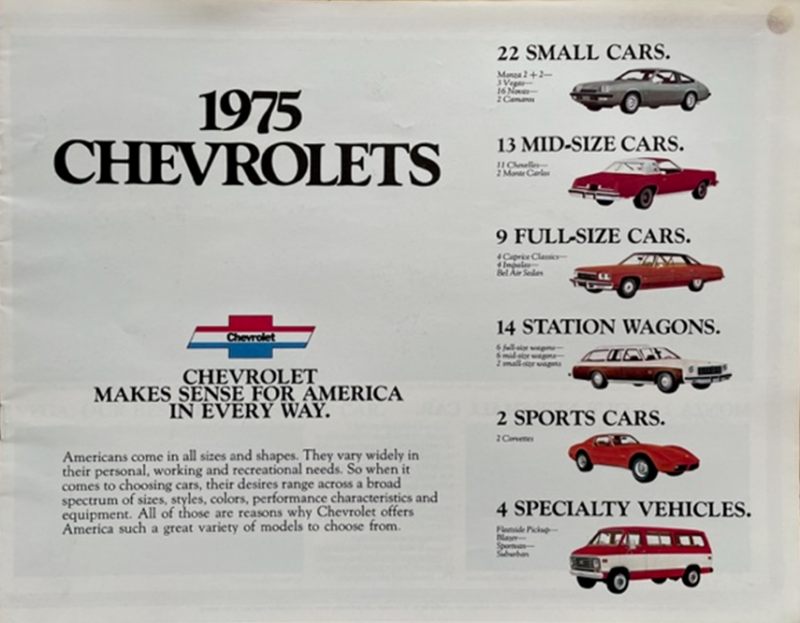 1975
CHEVROLETS
Chevrolet
CHEVROLET
MAKES SENSE FOR AMERICA
IN EVERY WAY.
Americans come in all sizes and shapes. They vary widely in
their personal, working and recreational needs. So when it
comes to choosing cars, their desires range across a broad
spectrum of sizes, styles, colors, performance characteristics and
equipment. All of those are reasons why Chevrolet offers
America such a great variety of models to choose from.
22 SMALL CARS.
Monza 2 + 2—
3 Vegas—
16 Novas—
2 Camaros
13 MID-SIZE CARS.
11 Chevelles—
2 Monte Carlos
9 FULL-SIZE CARS.
4 Caprice Classics—
4 Impalas—
Bel Air Sedan
14 STATION WAGONS.
6 full-size wagons—
6 mid-size wagons—
2 small-size wagons
2 SPORTS CARS.
2 Corvettes
4 SPECIALTY VEHICLES.
Fleetside Pickup—
Blazer—
Sportvan—
Suburban